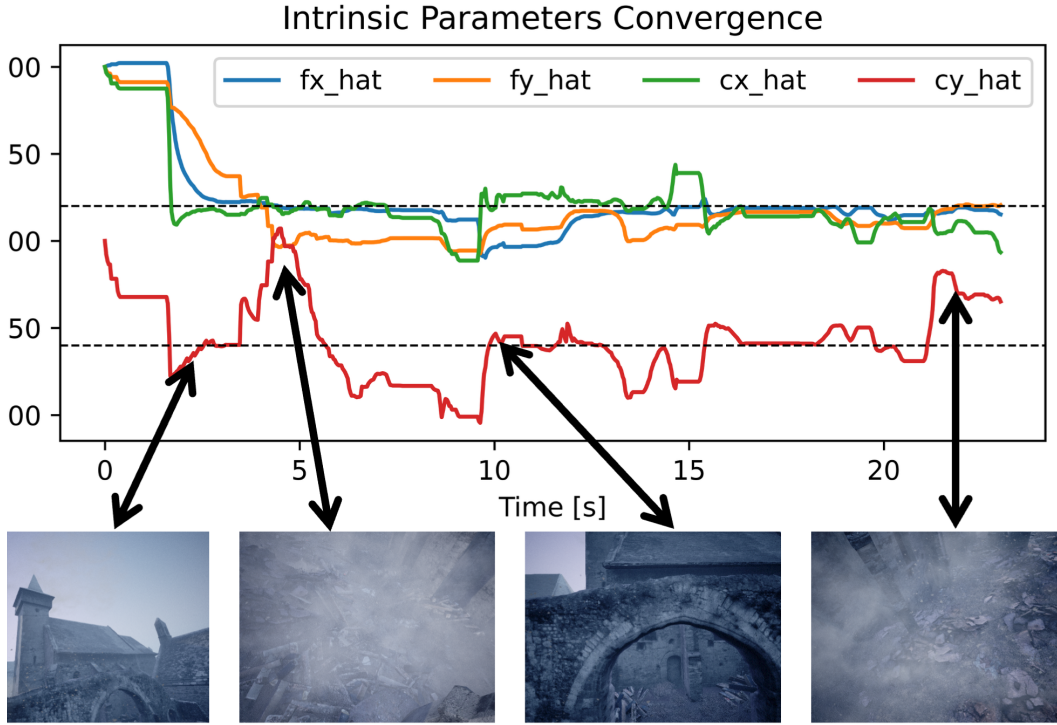 Intrinsic Parameters Convergence
fx_hat fy_hat cx_hat cy_hat
00
50
00
50
00
0 5 10 15 20
Time [s]